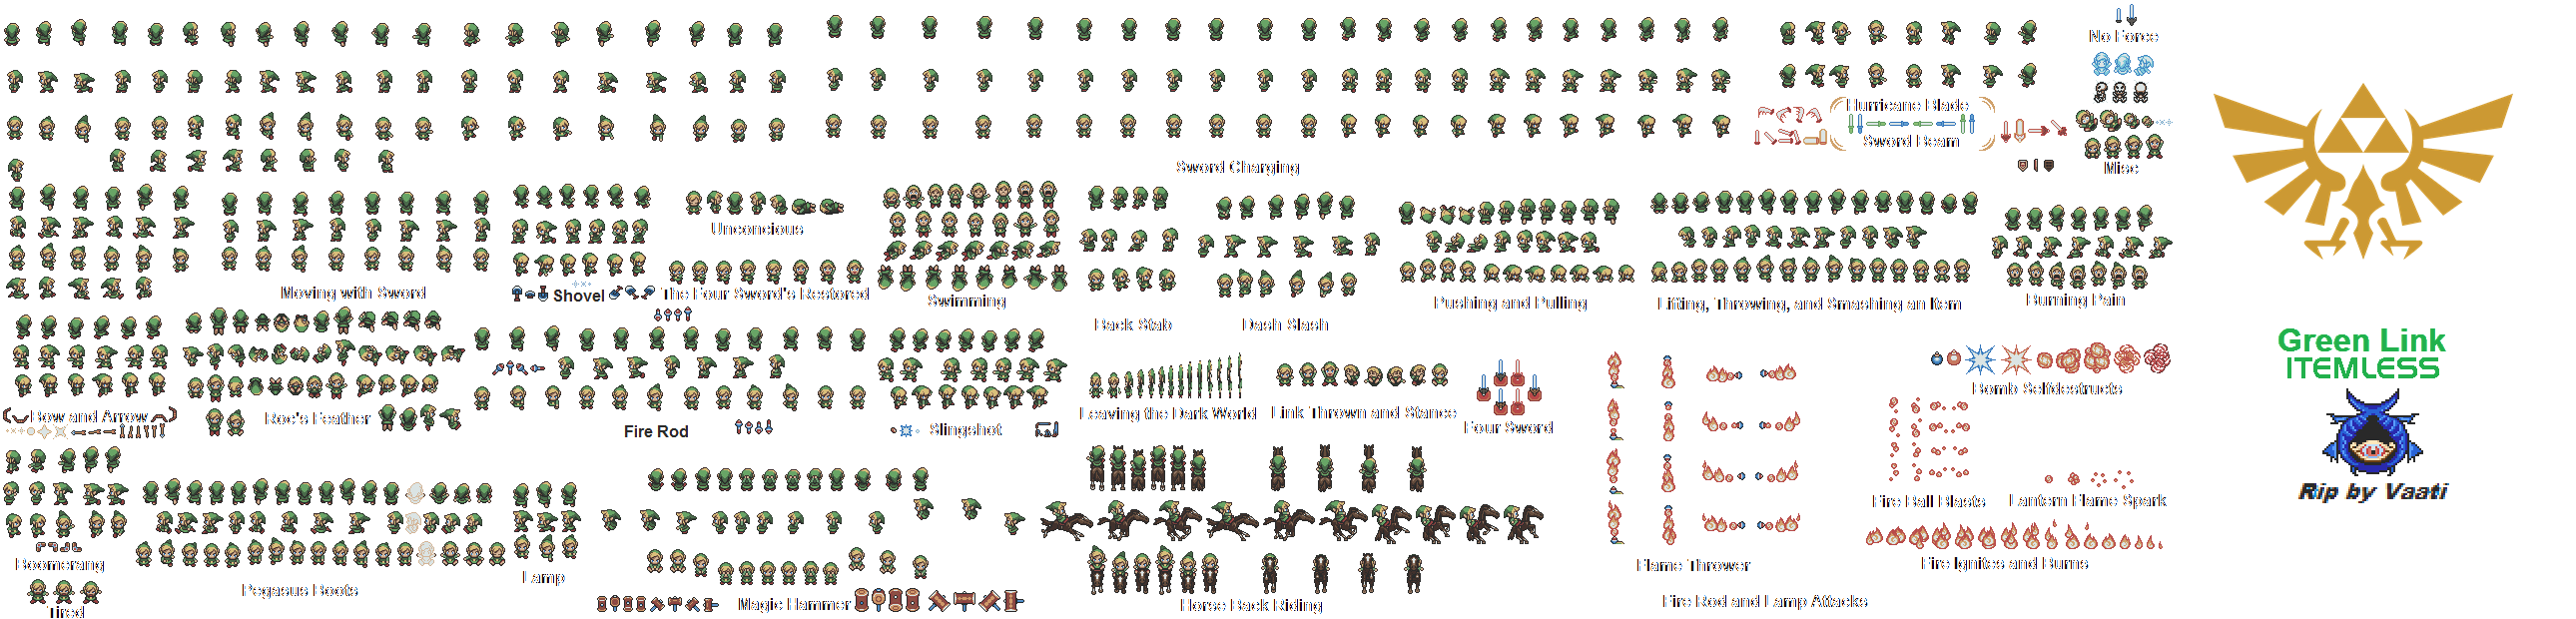 No Force
Hurricane Blade
Sword Beam
Sword Charging
Misc
Unconcious
Moving with Sword
Shovel
The Four Sword's Restored
Swimming
Back Stab
Dash Slash
Pushing and Pulling
Lifting, Throwing, and Smashing an Item
Burning Pain
Bow and Arrow
Roc's Feather
Fire Rod
Slingshot
Leaving the Dark World
Link Thrown and Stance
Four Sword
Bomb Selfdestructs
Green Link
ITEMLESS
Rip by Vaati
Fire Ball Blasts
Lantern Flame Spark
Boomerang
Pegasus Boots
Lamp
Tired
Magic Hammer
Horse Back Riding
Flame Thrower
Fire Ignites and Burns
Fire Rod and Lamp Attacks